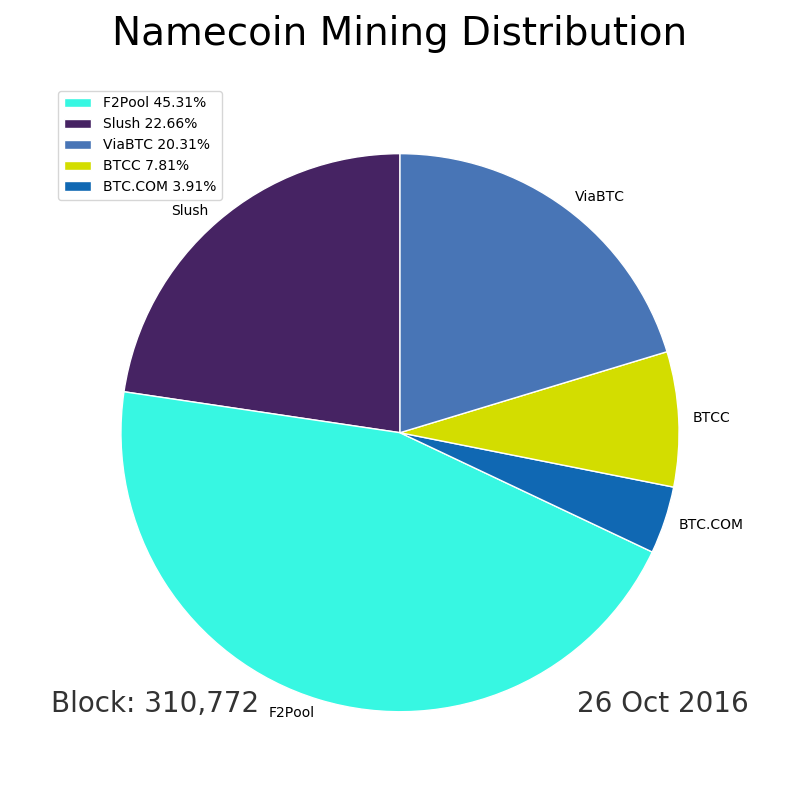 Namecoin Mining Distribution
F2Pool 45.31%
Slush 22.66%
ViaBTC 20.31%
BTCC 7.81%
BTC.COM 3.91%
Slush
ViaBTC
BTCC
BTC.COM
F2Pool
Block: 310,772
26 Oct 2016